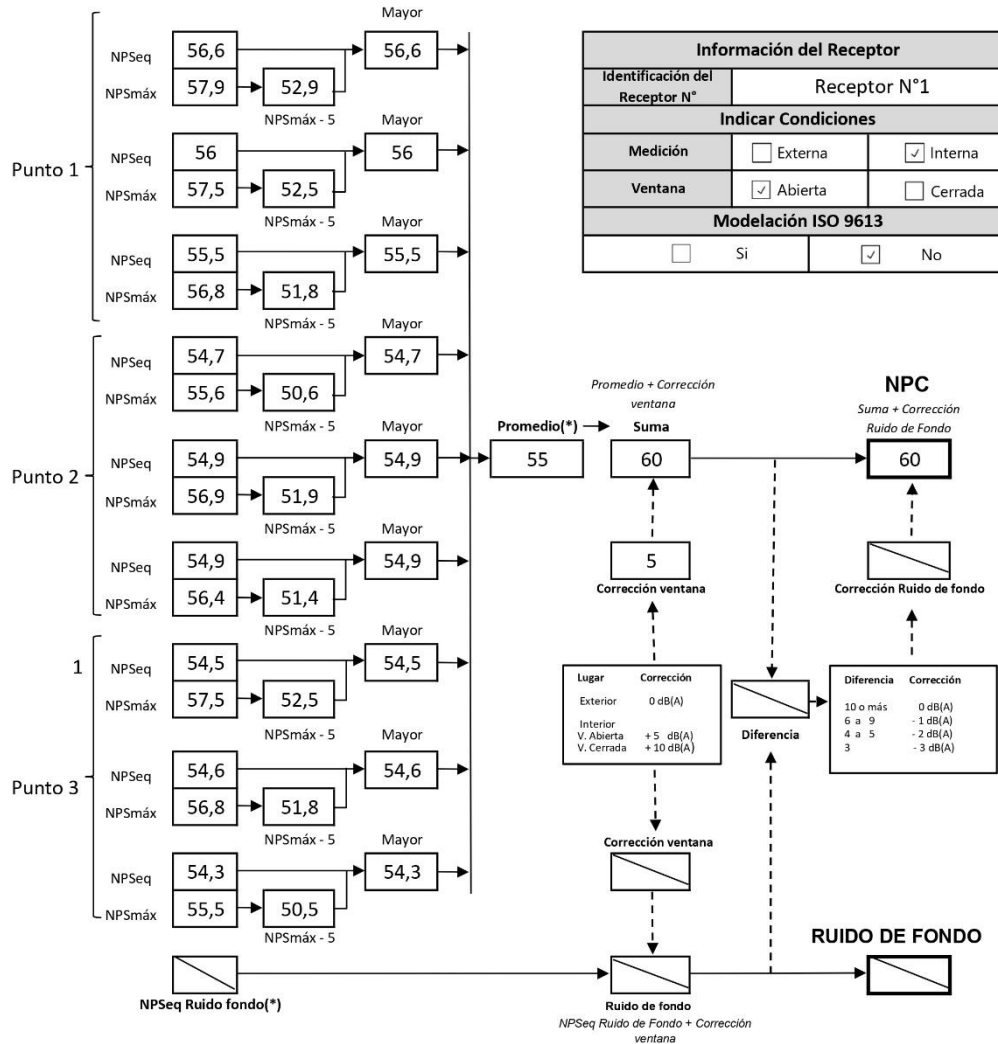 Mayor
NPSeq 56,6 56,6
NPSmáx 57,9 52,9
NPSmáx - 5
Mayor
Punto 1
NPSeq 56 56
NPSmáx 57,5 52,5
NPSmáx - 5
Mayor
NPSeq 55,5 55,5
NPSmáx 56,8 51,8
NPSmáx - 5
Información del Receptor
Identificación del
Receptor N° Receptor N°1
Indicar Condiciones
Medición Externa ✓ Interna
Ventana ✓ Abierta Cerrada
Modelación ISO 9613
Si ✓ No
Mayor
NPSeq 54,7 54,7
NPSmáx 55,6 50,6
NPSmáx - 5
Mayor
Punto 2
NPSeq 54,9 54,9
NPSmáx 56,9 51,9
NPSmáx - 5
Mayor
NPSeq 54,9 54,9
NPSmáx 56,4 51,4
NPSmáx - 5
Promedio(*)
55
Promedio + Corrección
ventana
Suma
60
5
Corrección ventana
NPC
Suma + Corrección
Ruido de Fondo
60
Corrección Ruido de fondo
Mayor
1
NPSeq 54,5 54,5
NPSmáx 57,5 52,5
NPSmáx - 5
Mayor
Punto 3
NPSeq 54,6 54,6
NPSmáx 56,8 51,8
NPSmáx - 5
Mayor
NPSeq 54,3 54,3
NPSmáx 55,5 50,5
NPSmáx - 5
Lugar Corrección
Exterior 0 dB(A)
Interior
V. Abierta + 5 dB(A)
V. Cerrada + 10 dB(A)
Diferencia
Diferencia Corrección
10 o más 0 dB(A)
6 a 9 - 1 dB(A)
4 a 5 - 2 dB(A)
3 - 3 dB(A)
Corrección ventana
RUIDO DE FONDO
NPSeq Ruido fondo(*)
Ruido de fondo
NPSeq Ruido de Fondo + Corrección
ventana